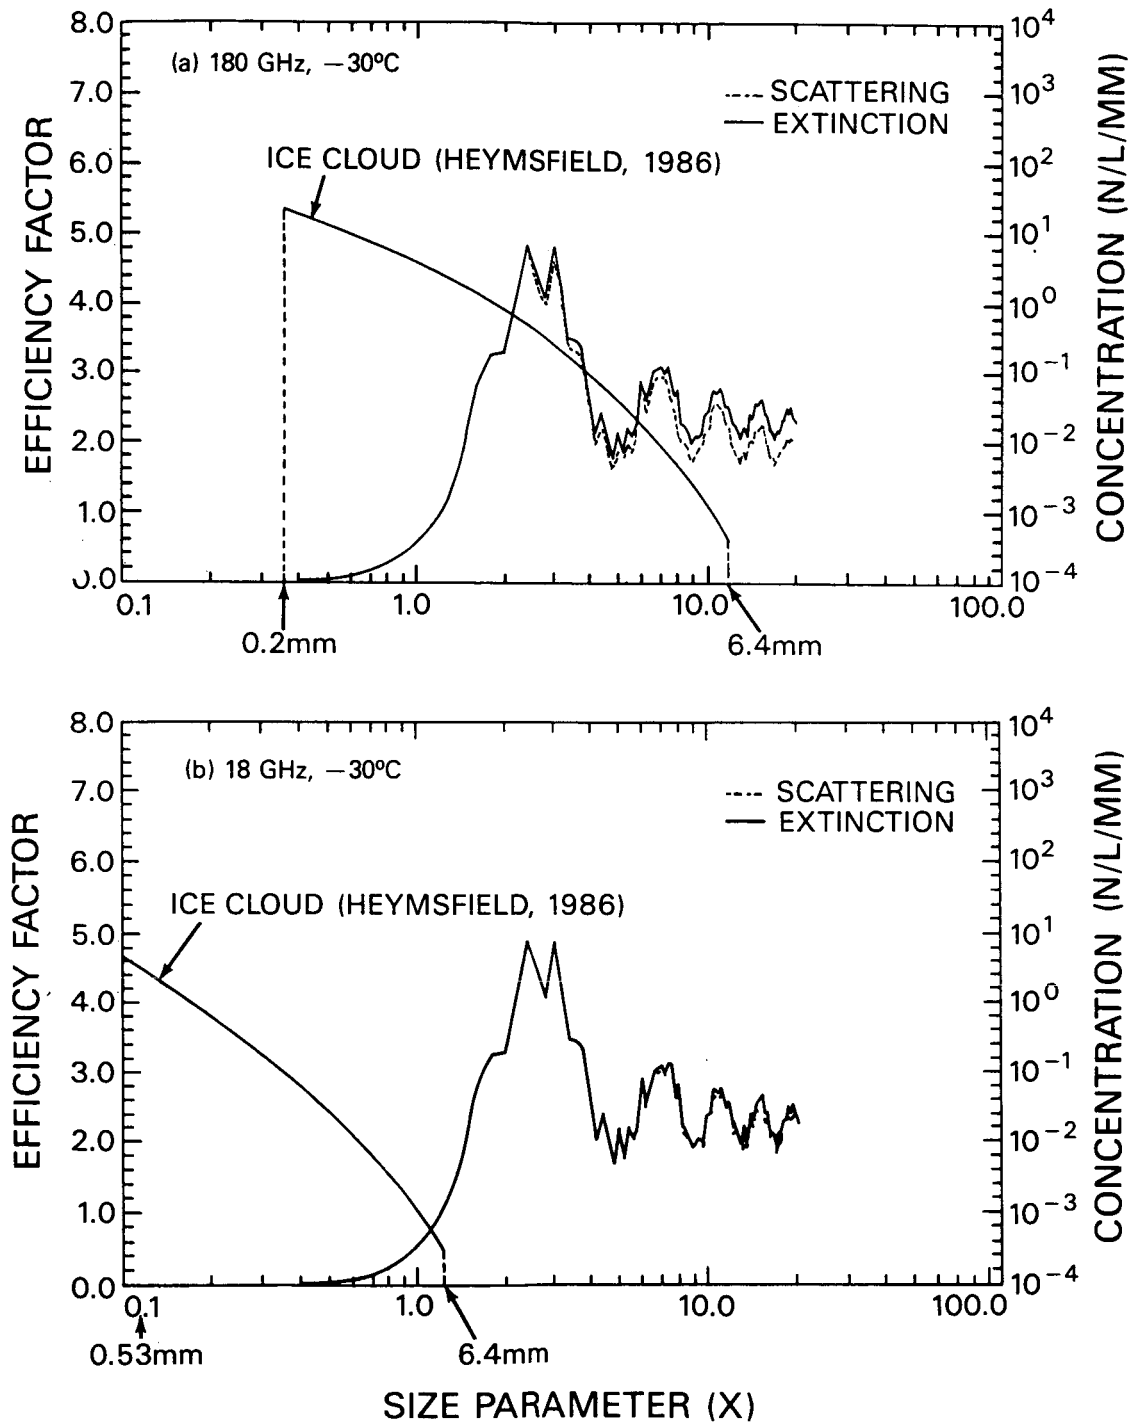 8.0
7.0
6.0
5.0
4.0
3.0
2.0
1.0
0.0
EFFICIENCY FACTOR
(a) 180 GHz, −30ºC
SCATTERING
EXTINCTION
ICE CLOUD (HEYMSFIELD, 1986)
10⁴
10³
10²
10¹
10⁰
10⁻¹
10⁻²
10⁻³
10⁻⁴
CONCENTRATION (N/L/MM)
0.1 1.0 10.0 100.0
0.2mm 6.4mm
8.0
7.0
6.0
5.0
4.0
3.0
2.0
1.0
0.0
EFFICIENCY FACTOR
(b) 18 GHz, −30ºC
SCATTERING
EXTINCTION
ICE CLOUD (HEYMSFIELD, 1986)
10⁴
10³
10²
10¹
10⁰
10⁻¹
10⁻²
10⁻³
10⁻⁴
CONCENTRATION (N/L/MM)
0.1 1.0 10.0 100.0
0.53mm 6.4mm
SIZE PARAMETER (X)